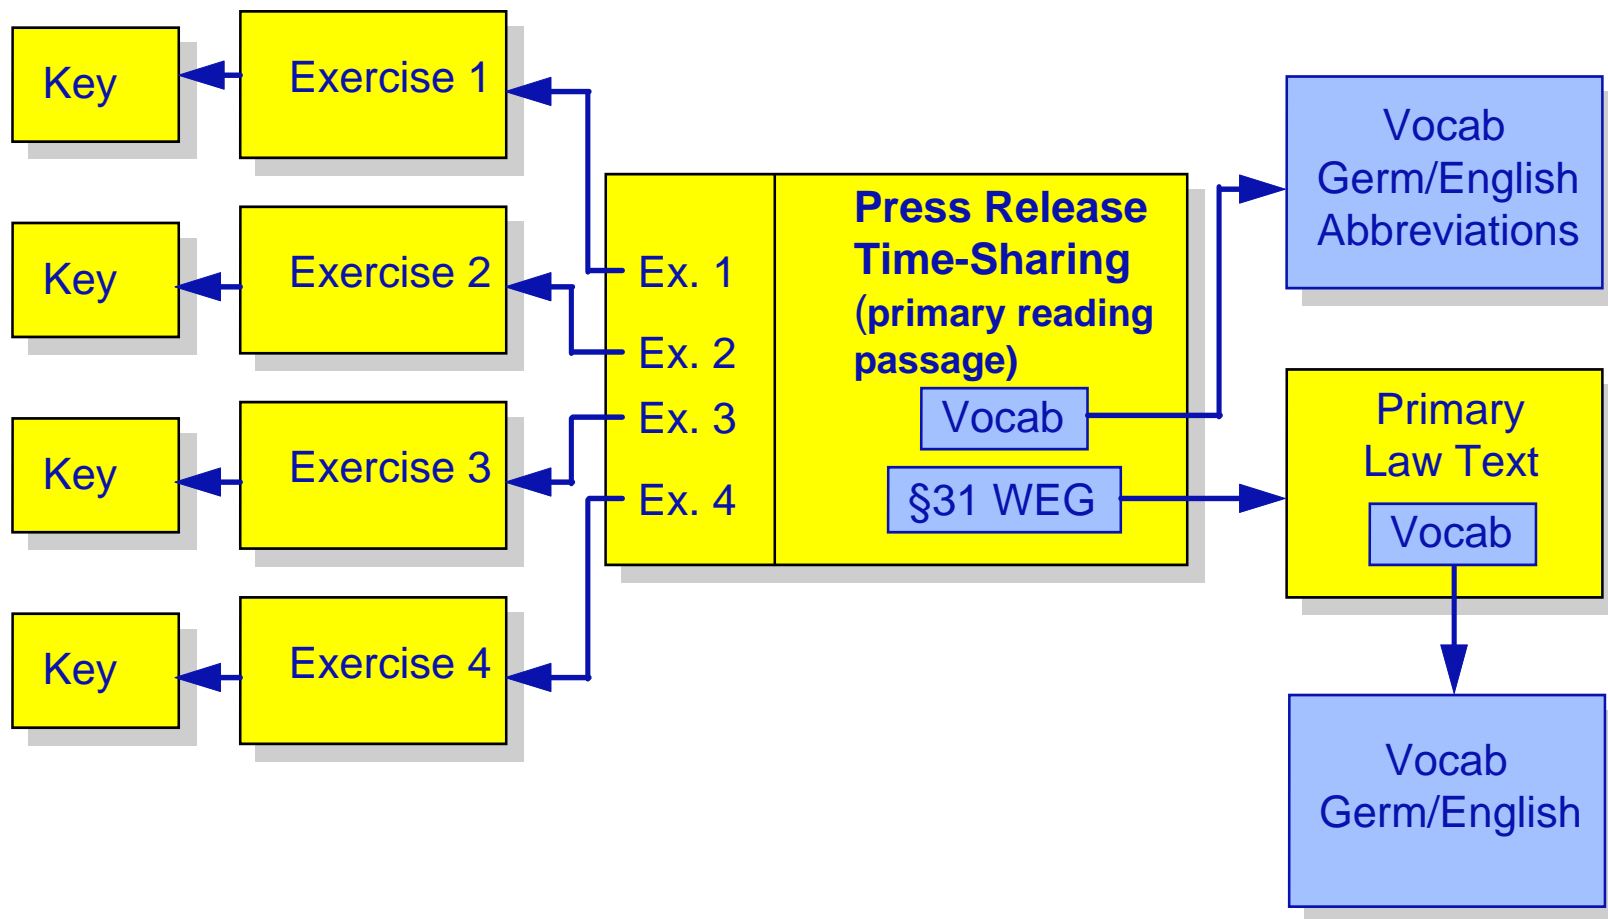 Key
Exercise 1
Key
Exercise 2
Key
Exercise 3
Key
Exercise 4
Ex. 1
Ex. 2
Ex. 3
Ex. 4
Press Release
Time-Sharing
(primary reading
passage)
Vocab
§31 WEG
Vocab
Germ/English
Abbreviations
Primary
Law Text
Vocab
Vocab
Germ/English